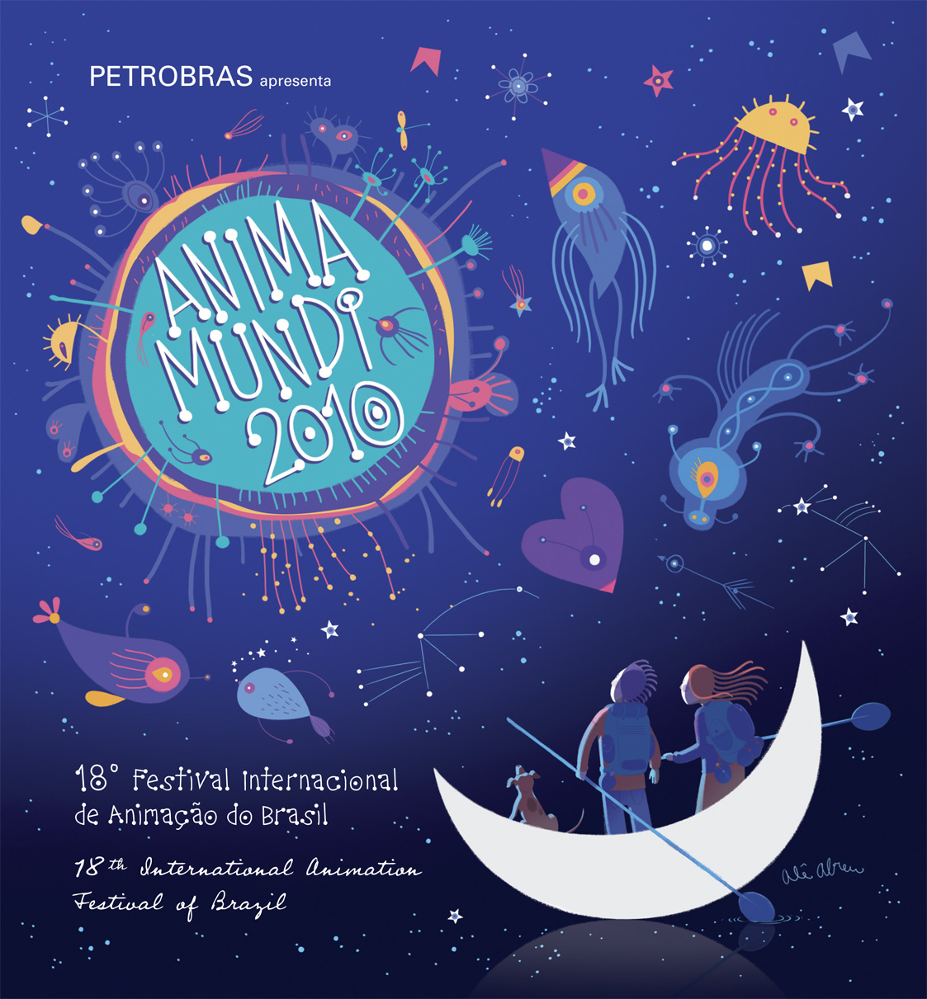 PETROBRAS apresenta
ANIMA
MUNDi
2010
18º Festival Internacional
de Animação do Brasil
18th International Animation
Festival of Brazil
alê abreu